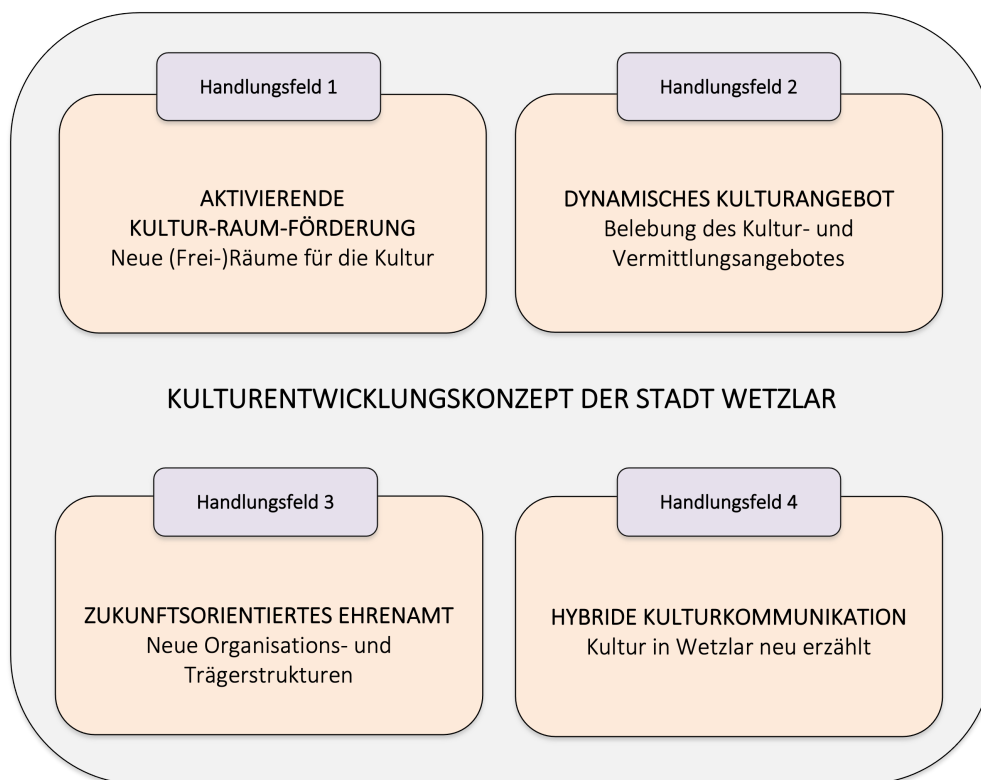 Handlungsfeld 1
AKTIVIERENDE
KULTUR-RAUM-FÖRDERUNG
Neue (Frei-)Räume für die Kultur
Handlungsfeld 2
DYNAMISCHES KULTURANGEBOT
Belebung des Kultur- und
Vermittlungsangebotes
KULTURENTWICKLUNGSKONZEPT DER STADT WETZLAR
Handlungsfeld 3
ZUKUNFTSORIENTIERTES EHRENAMT
Neue Organisations- und
Trägerstrukturen
Handlungsfeld 4
HYBRIDE KULTURKOMMUNIKATION
Kultur in Wetzlar neu erzählt